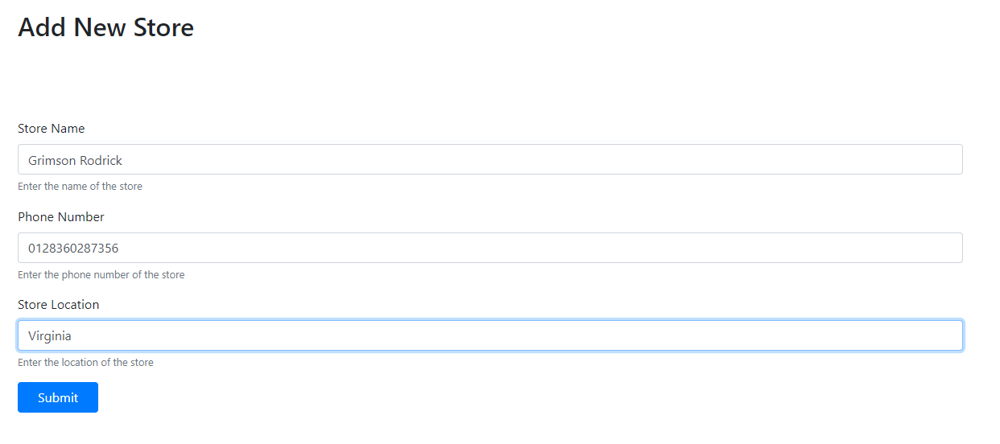 Add New Store
Store Name
Grimson Rodrick
Enter the name of the store
Phone Number
0128360287356
Enter the phone number of the store
Store Location
Virginia
Enter the location of the store
Submit